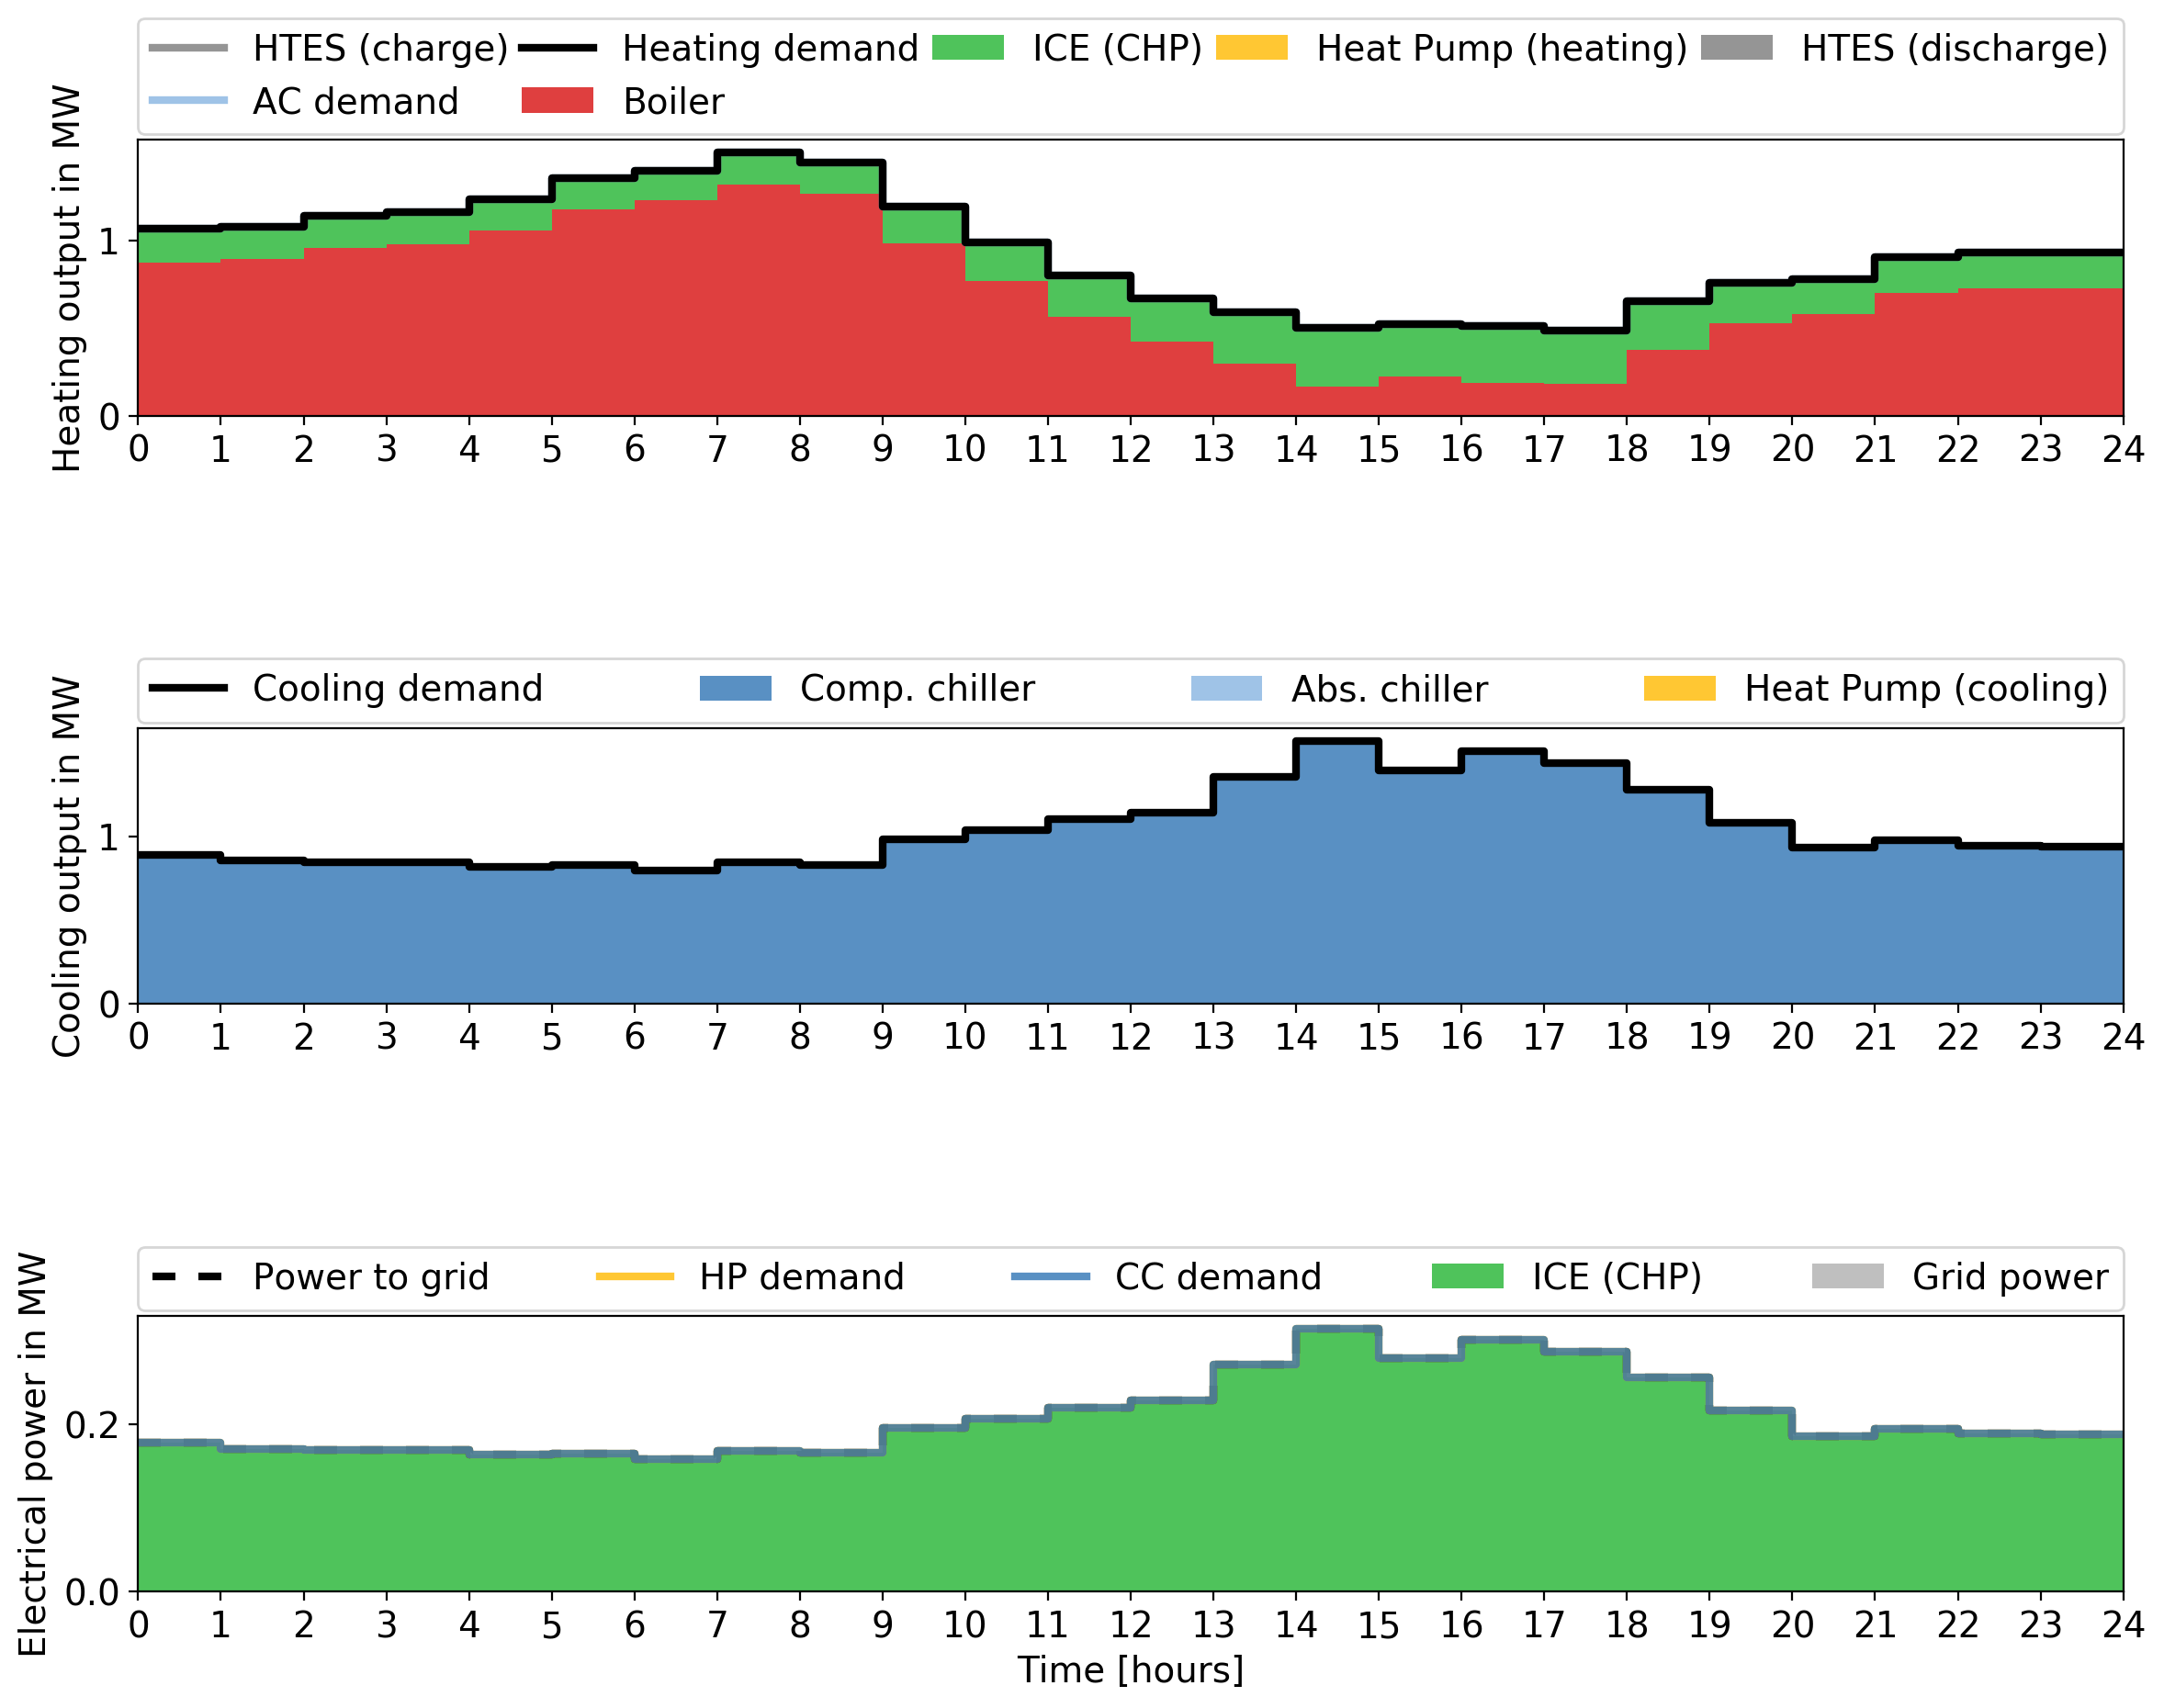 HTES (charge) Heating demand ICE (CHP) Heat Pump (heating) HTES (discharge)
AC demand Boiler
Heating output in MW
1
0
0 1 2 3 4 5 6 7 8 9 10 11 12 13 14 15 16 17 18 19 20 21 22 23 24
Cooling demand Comp. chiller Abs. chiller Heat Pump (cooling)
Cooling output in MW
1
0
0 1 2 3 4 5 6 7 8 9 10 11 12 13 14 15 16 17 18 19 20 21 22 23 24
Power to grid HP demand CC demand ICE (CHP) Grid power
Electrical power in MW
0.2
0.0
0 1 2 3 4 5 6 7 8 9 10 11 12 13 14 15 16 17 18 19 20 21 22 23 24
Time [hours]